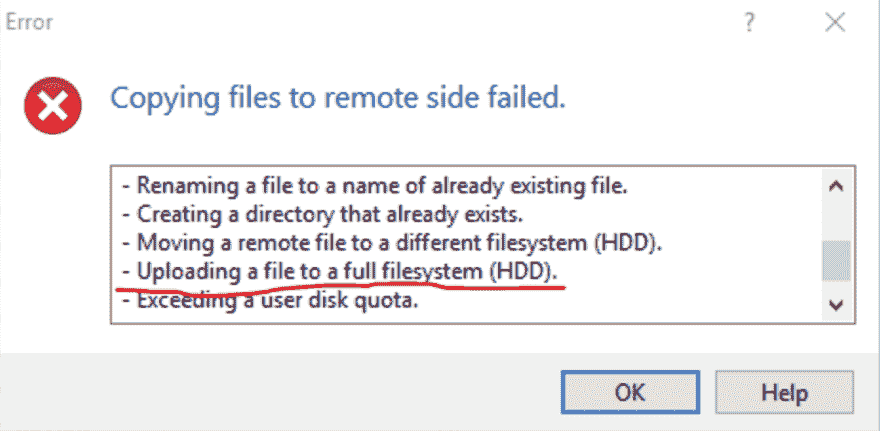 Error
Copying files to remote side failed.
- Renaming a file to a name of already existing file.
- Creating a directory that already exists.
- Moving a remote file to a different filesystem (HDD).
- Uploading a file to a full filesystem (HDD).
- Exceeding a user disk quota.
OK
Help